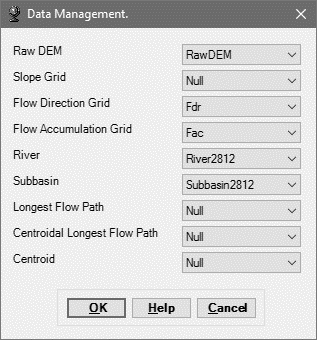 Data Management.
Raw DEM RawDEM
Slope Grid Null
Flow Direction Grid Fdr
Flow Accumulation Grid Fac
River River2812
Subbasin Subbasin2812
Longest Flow Path Null
Centroidal Longest Flow Path Null
Centroid Null
OK Help Cancel